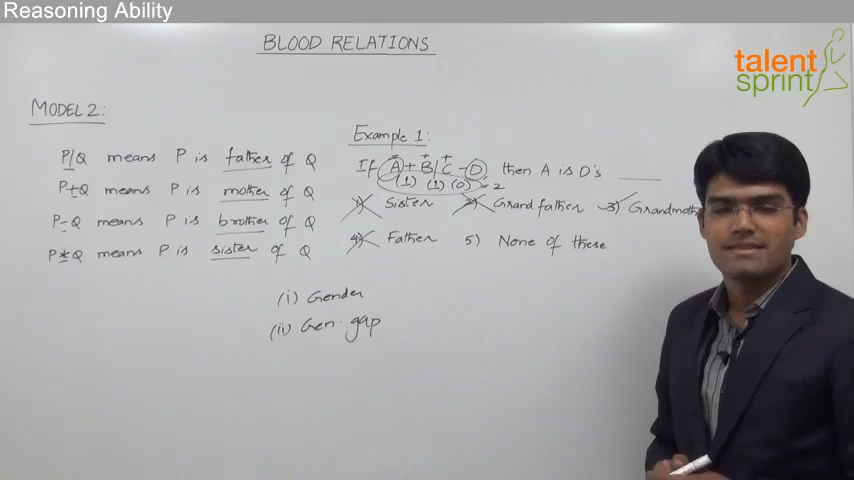 Reasoning Ability
BLOOD RELATIONS
talent
sprint
MODEL 2:
P/Q means P is father of Q
P+Q means P is mother of Q
P-Q means P is brother of Q
P*Q means P is sister of Q
(i) Gender
(ii) Gen. gap
Example 1:
If A + B / C - D, then A is D's ____
(1) (1) (0) = 2
1) Sister 2) Grand father 3) Grandmoth
4) Father 5) None of these